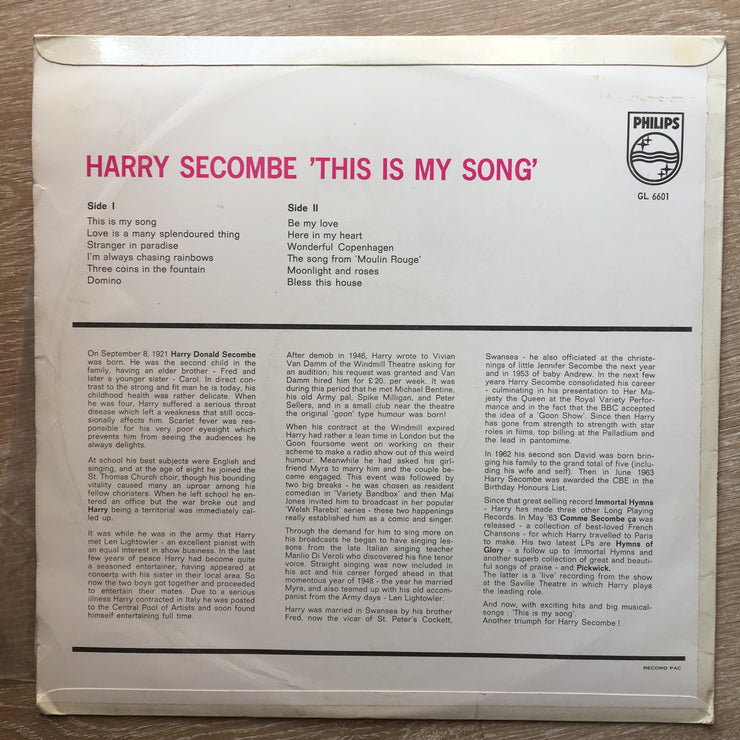 PHILIPS
GL 6601
HARRY SECOMBE 'THIS IS MY SONG'
Side I
This is my song
Love is a many splendoured thing
Stranger in paradise
I'm always chasing rainbows
Three coins in the fountain
Domino
Side II
Be my love
Here in my heart
Wonderful Copenhagen
The song from 'Moulin Rouge'
Moonlight and roses
Bless this house
On September 8, 1921 Harry Donald Secombe
was born. He was the second child in the
family, having an elder brother - Fred and
later a younger sister - Carol. In direct con-
trast to the strong and fit man he is today, his
childhood health was rather delicate. When
he was four, Harry suffered a serious throat
disease which left a weakness that still occa-
sionally affects him. Scarlet fever was res-
ponsible for his very poor eyesight which
prevents him from seeing the audiences he
always delights.
At school his best subjects were English and
singing, and at the age of eight he joined the
St. Thomas Church choir, though his bounding
vitality caused many an uproar among his
fellow choristers. When he left school he en-
tered an office but the war broke out and
Harry being a territorial was immediately cal-
led up.
It was while he was in the army that Harry
met Len Lightowler - an excellent pianist with
an equal interest in show business. In the last
few years of peace Harry had become quite
a seasoned entertainer, having appeared at
concerts with his sister in their local area. So
now the two boys got together and proceeded
to entertain their mates. Due to a serious
illness Harry contracted in Italy he was posted
to the Central Pool of Artists and soon found
himself entertaining full time.
After demob in 1946, Harry wrote to Vivian
Van Damm of the Windmill Theatre asking for
an audition; his request was granted and Van
Damm hired him for £ 20. per week. It was
during this period that he met Michael Bentine,
his old Army pal, Spike Milligan, and Peter
Sellers, and in a small club near the theatre
the original 'goon' type humour was born!
When his contract at the Windmill expired
Harry had rather a lean time in London but the
Goon foursome went on working on their
scheme to make a radio show out of this weird
humour. Meanwhile he had asked his girl-
friend Myra to marry him and the couple be-
came engaged. This event was followed by
two big breaks - he was chosen as resident
comedian in 'Variety Bandbox' and then Mai
Jones invited him to broadcast in her popular
'Welsh Rarebit' series - these two happenings
really established him as a comic and singer.
Through the demand for him to sing more on
his broadcasts he began to have singing les-
sons from the late Italian singing teacher
Manlio Di Veroli who discovered his fine tenor
voice. Straight singing was now included in
his act and his career forged ahead in that
momentous year of 1948 - the year he married
Myra, and also teamed up with his old accom-
panist from the Army days - Len Lightowler.
Harry was married in Swansea by his brother
Fred, now the vicar of St. Peter's Cockett,
Swansea - he also officiated at the christe-
nings of little Jennifer Secombe the next year
and in 1953 of baby Andrew. In the next few
years Harry Secombe consolidated his career
- culminating in his presentation to Her Ma-
jesty the Queen at the Royal Variety Perfor-
mance and in the fact that the BBC accepted
the idea of a 'Goon Show'. Since then Harry
has gone from strength to strength with star
roles in films, top billing at the Palladium and
the lead in pantomime.
In 1962 his second son David was born brin-
ging his family to the grand total of five (inclu-
ding his wife and self). Then in June 1963
Harry Secombe was awarded the CBE in the
Birthday Honours List.
Since that great selling record Immortal Hymns
- Harry has made three other Long Playing
Records. In May '63 Comme Secombe ça was
released - a collection of best-loved French
Chansons - for which Harry travelled to Paris
to make. His two latest LPs are Hymns of
Glory - a follow up to Immortal Hymns and
another superb collection of great and beauti-
ful songs of praise - and Pickwick.
The latter is a 'live' recording from the show
at the Saville Theatre in which Harry plays
the leading role.
And now, with exciting hits and big musical-
songs : 'This is my song'.
Another triumph for Harry Secombe !
RECORD PAC